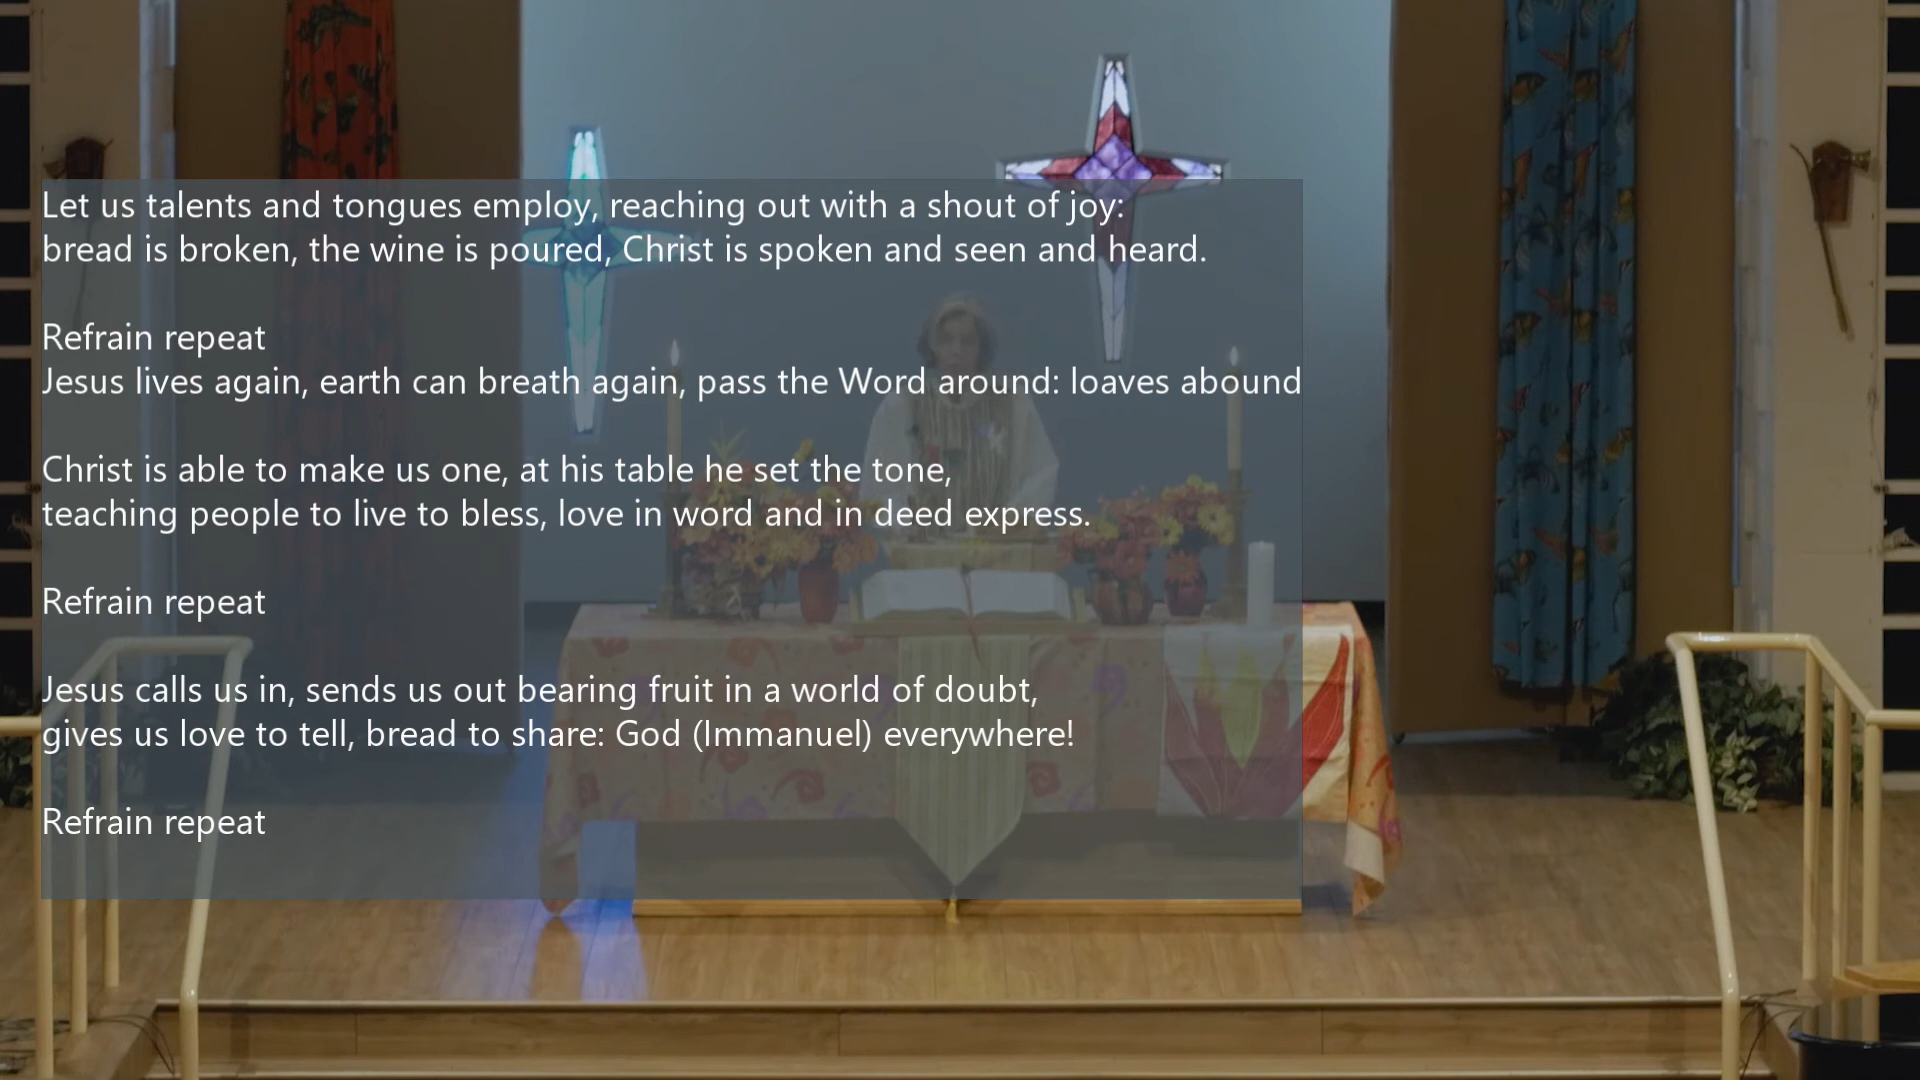 Let us talents and tongues employ, reaching out with a shout of joy:
bread is broken, the wine is poured, Christ is spoken and seen and heard.
Refrain repeat
Jesus lives again, earth can breath again, pass the Word around: loaves abound
Christ is able to make us one, at his table he set the tone,
teaching people to live to bless, love in word and in deed express.
Refrain repeat
Jesus calls us in, sends us out bearing fruit in a world of doubt,
gives us love to tell, bread to share: God (Immanuel) everywhere!
Refrain repeat